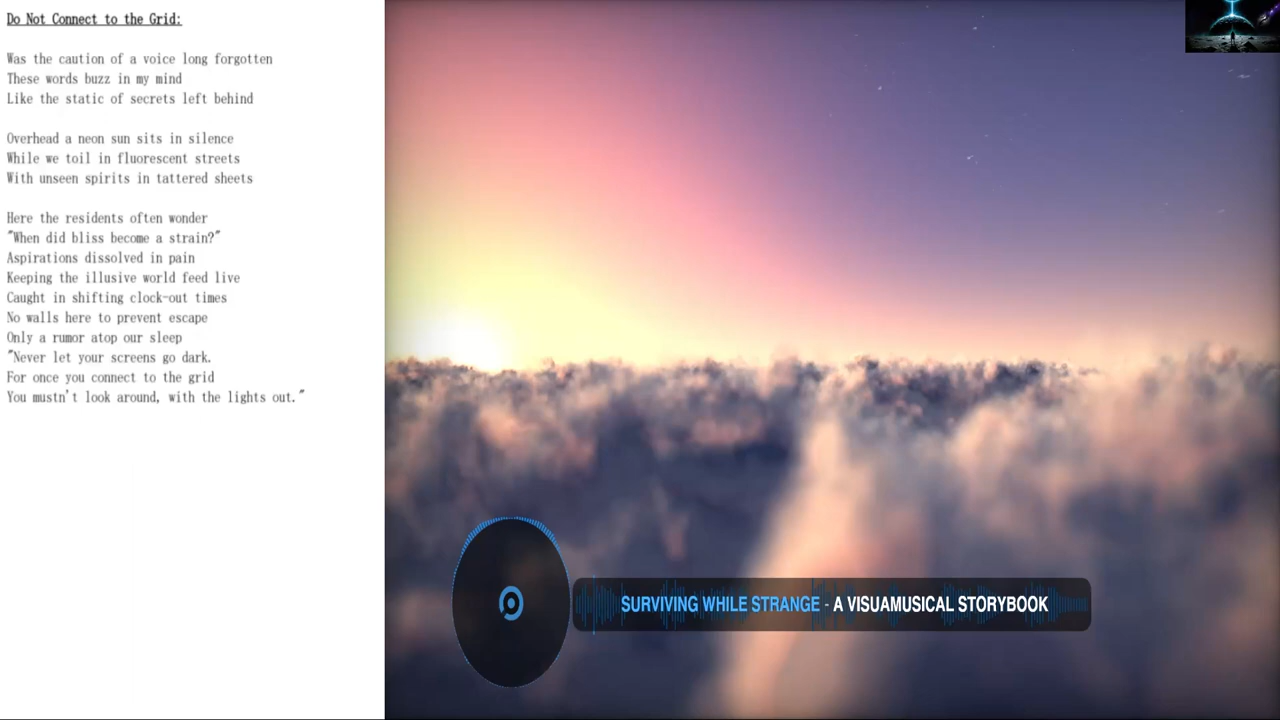 Do Not Connect to the Grid:
Was the caution of a voice long forgotten
These words buzz in my mind
Like the static of secrets left behind
Overhead a neon sun sits in silence
While we toil in fluorescent streets
With unseen spirits in tattered sheets
Here the residents often wonder
"When did bliss become a strain?"
Aspirations dissolved in pain
Keeping the illusive world feed live
Caught in shifting clock-out times
No walls here to prevent escape
Only a rumor atop our sleep
"Never let your screens go dark.
For once you connect to the grid
You mustn't look around, with the lights out."
SURVIVING WHILE STRANGE - A VISUAMUSICAL STORYBOOK